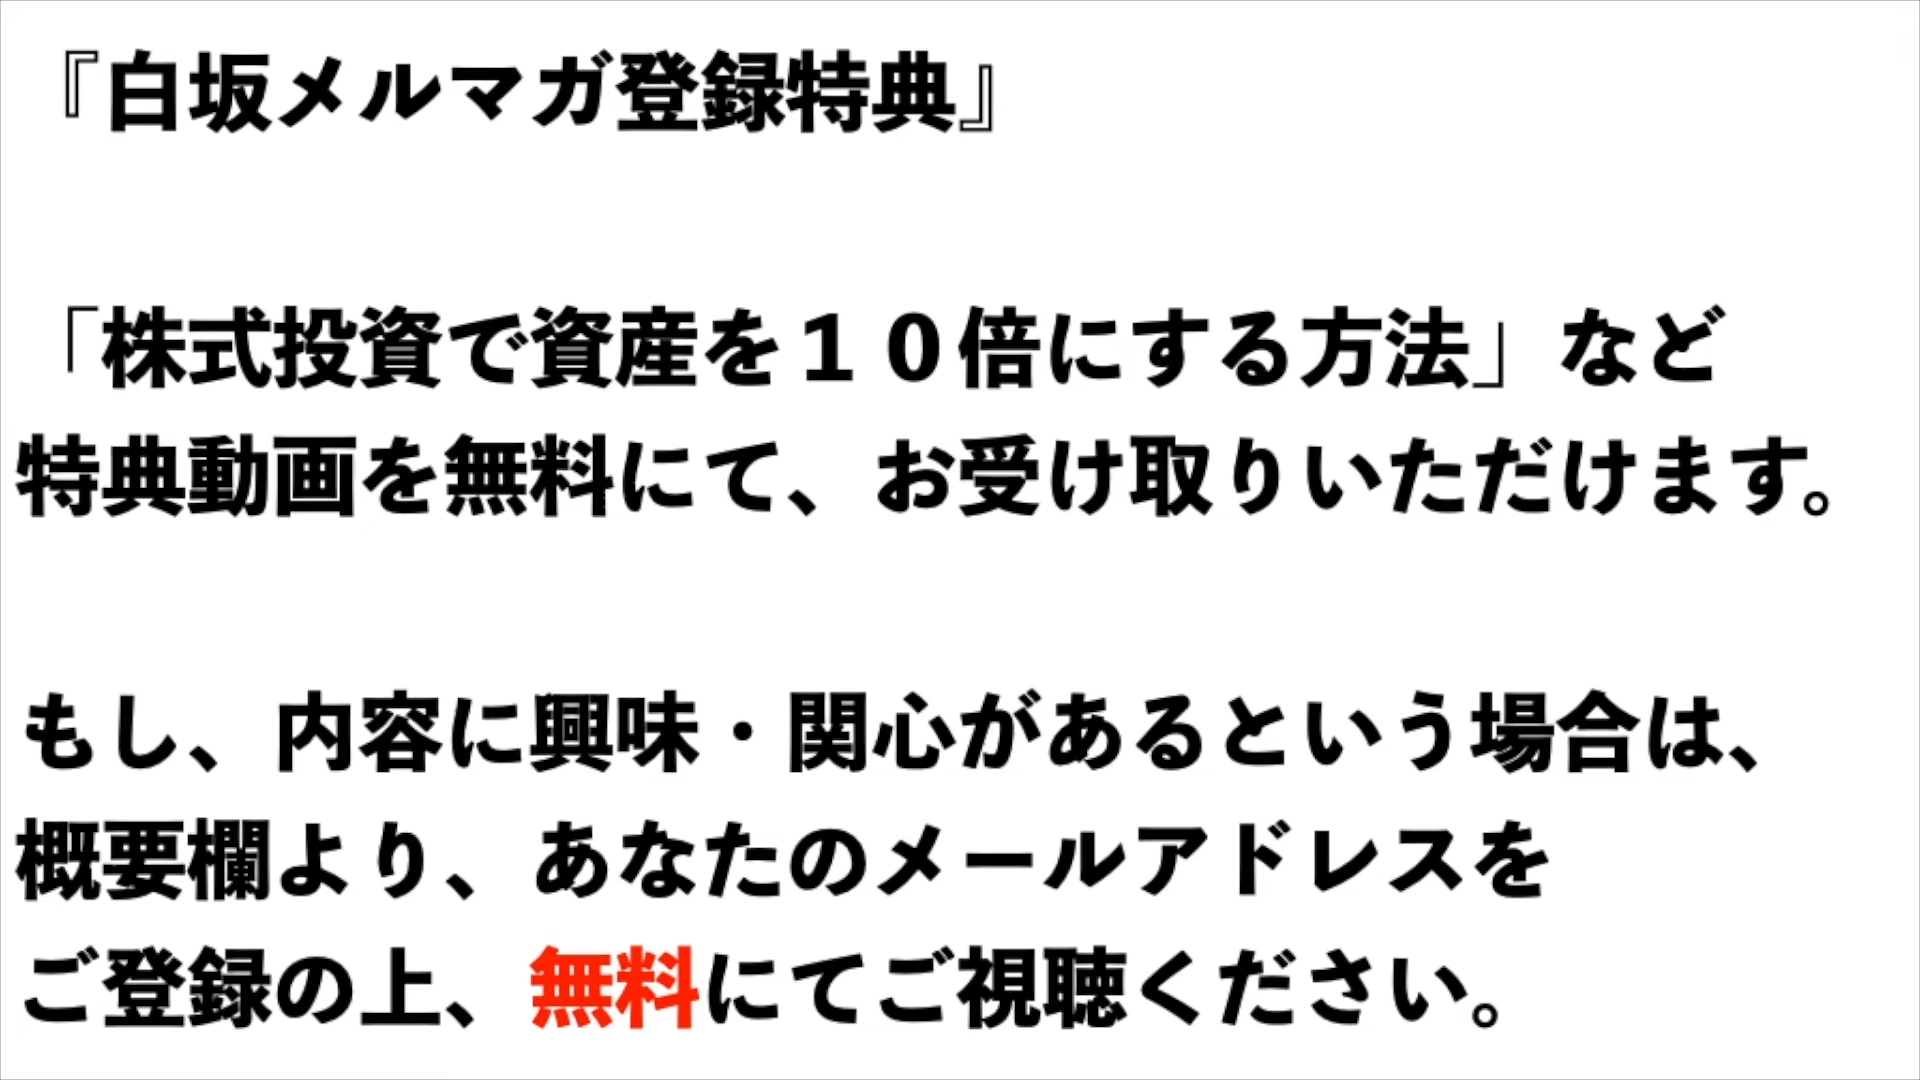 『白坂メルマガ登録特典』
「株式投資で資産を１０倍にする方法」など
特典動画を無料にて、お受け取りいただけます。
もし、内容に興味・関心があるという場合は、
概要欄より、あなたのメールアドレスを
ご登録の上、無料にてご視聴ください。